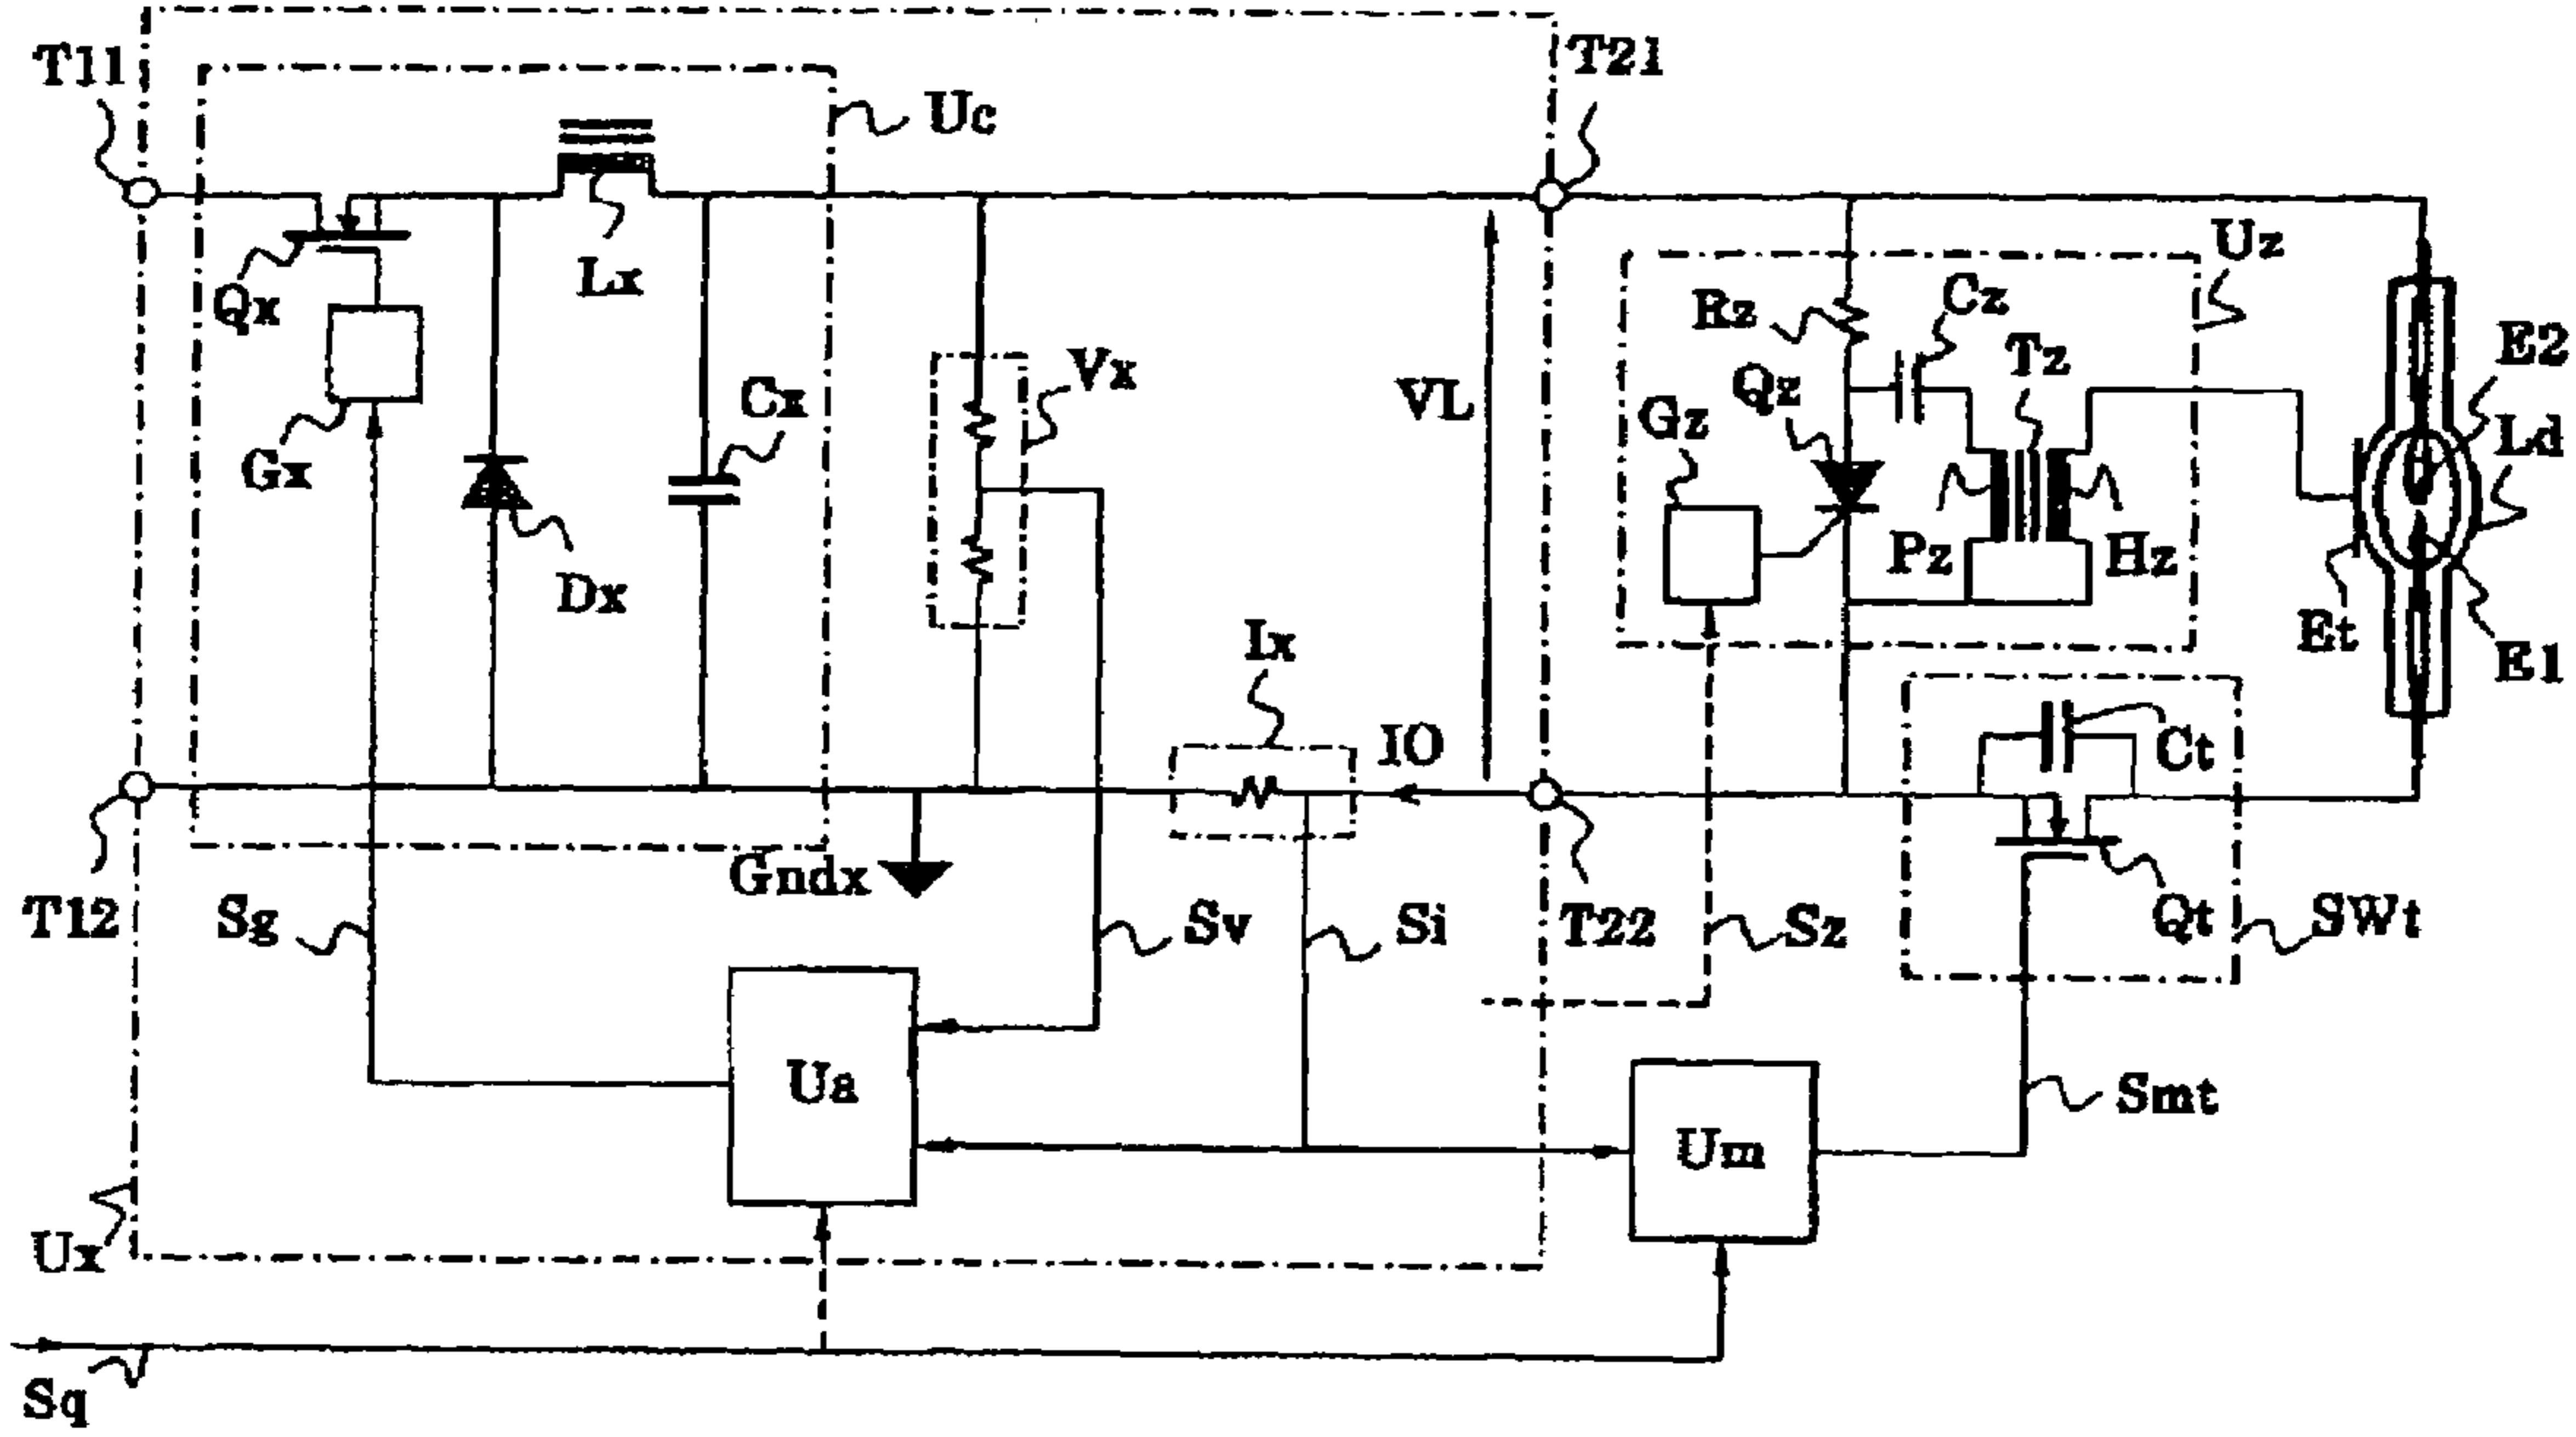 T11
T21
Uc
Uz
Lx
Qx
Rz
Cz
Tz
E2
Vx
VL
Qz
Gz
Ld
Gx
Cx
Dx
Pz
Hz
Et
E1
Ix
IO
Ct
Gndx
T12
Sg
Sv
Si
T22
Sz
Qt
SWt
Ua
Smt
Um
Ux
Sq